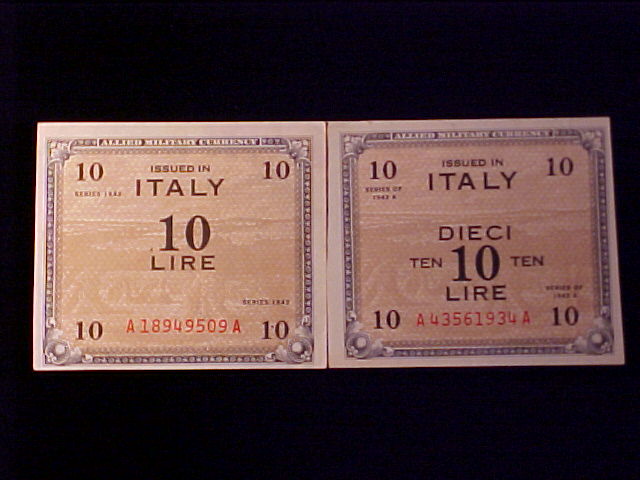 ALLIED MILITARY CURRENCY
10 10
ISSUED IN
ITALY
SERIES 1943
10
LIRE
SERIES 1943
10 A18949509A 10
ALLIED MILITARY CURRENCY
10 10
ISSUED IN
ITALY
SERIES OF
1943 A
DIECI
TEN 10 TEN
LIRE
SERIES OF
1943 A
10 A43561934A 10